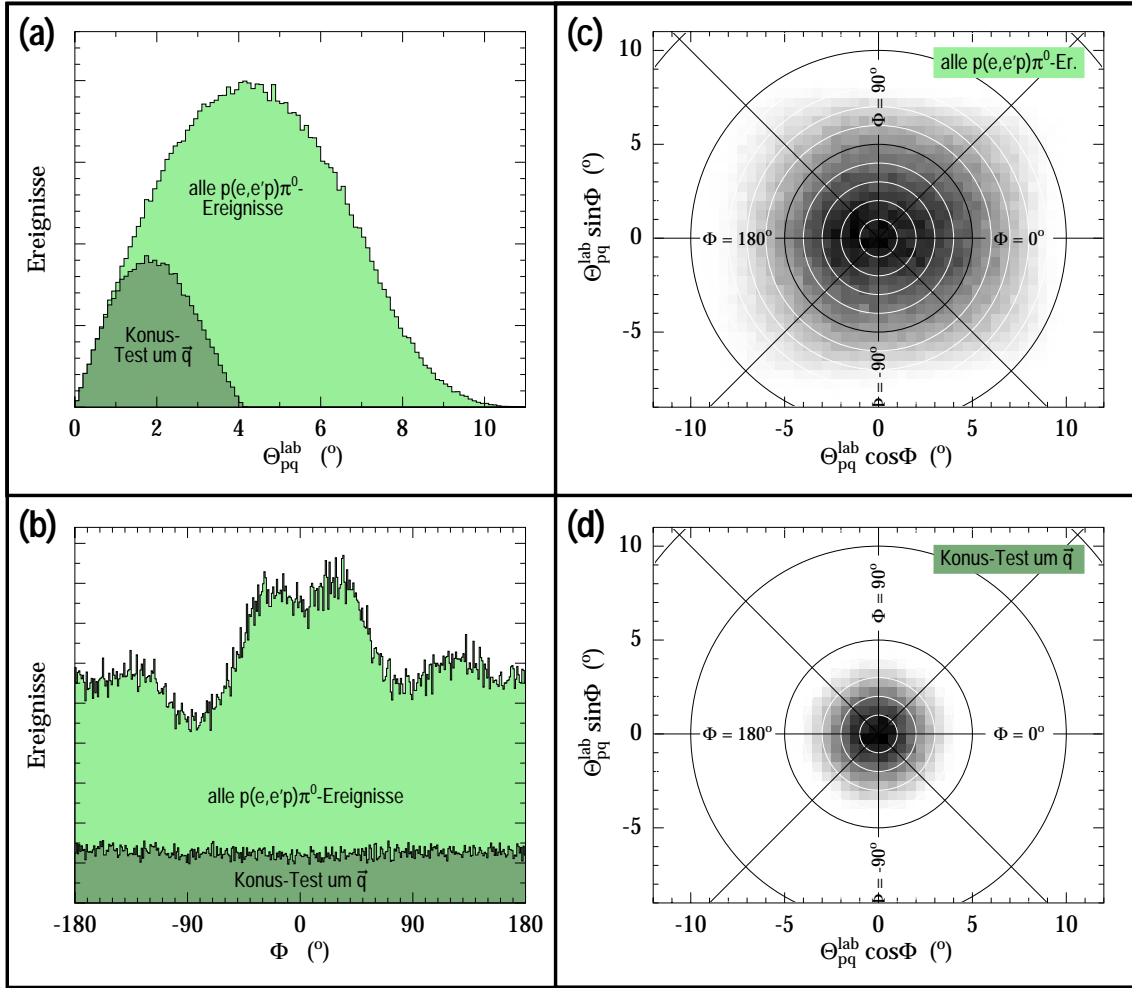 (a)
Ereignisse
alle p(e,e'p)π⁰-
Ereignisse
Konus-
Test um q⃗
0 2 4 6 8 10
Θ_pq^lab (°)
(c)
alle p(e,e'p)π⁰-Er.
10
5
0
-5
Θ_pq^lab sinΦ (°)
Φ = 90°
Φ = 180°
Φ = 0°
Φ = -90°
-10 -5 0 5 10
Θ_pq^lab cosΦ (°)
(b)
Ereignisse
alle p(e,e'p)π⁰-Ereignisse
Konus-Test um q⃗
-180 -90 0 90 180
Φ (°)
(d)
Konus-Test um q⃗
10
5
0
-5
Θ_pq^lab sinΦ (°)
Φ = 90°
Φ = 180°
Φ = 0°
Φ = -90°
-10 -5 0 5 10
Θ_pq^lab cosΦ (°)